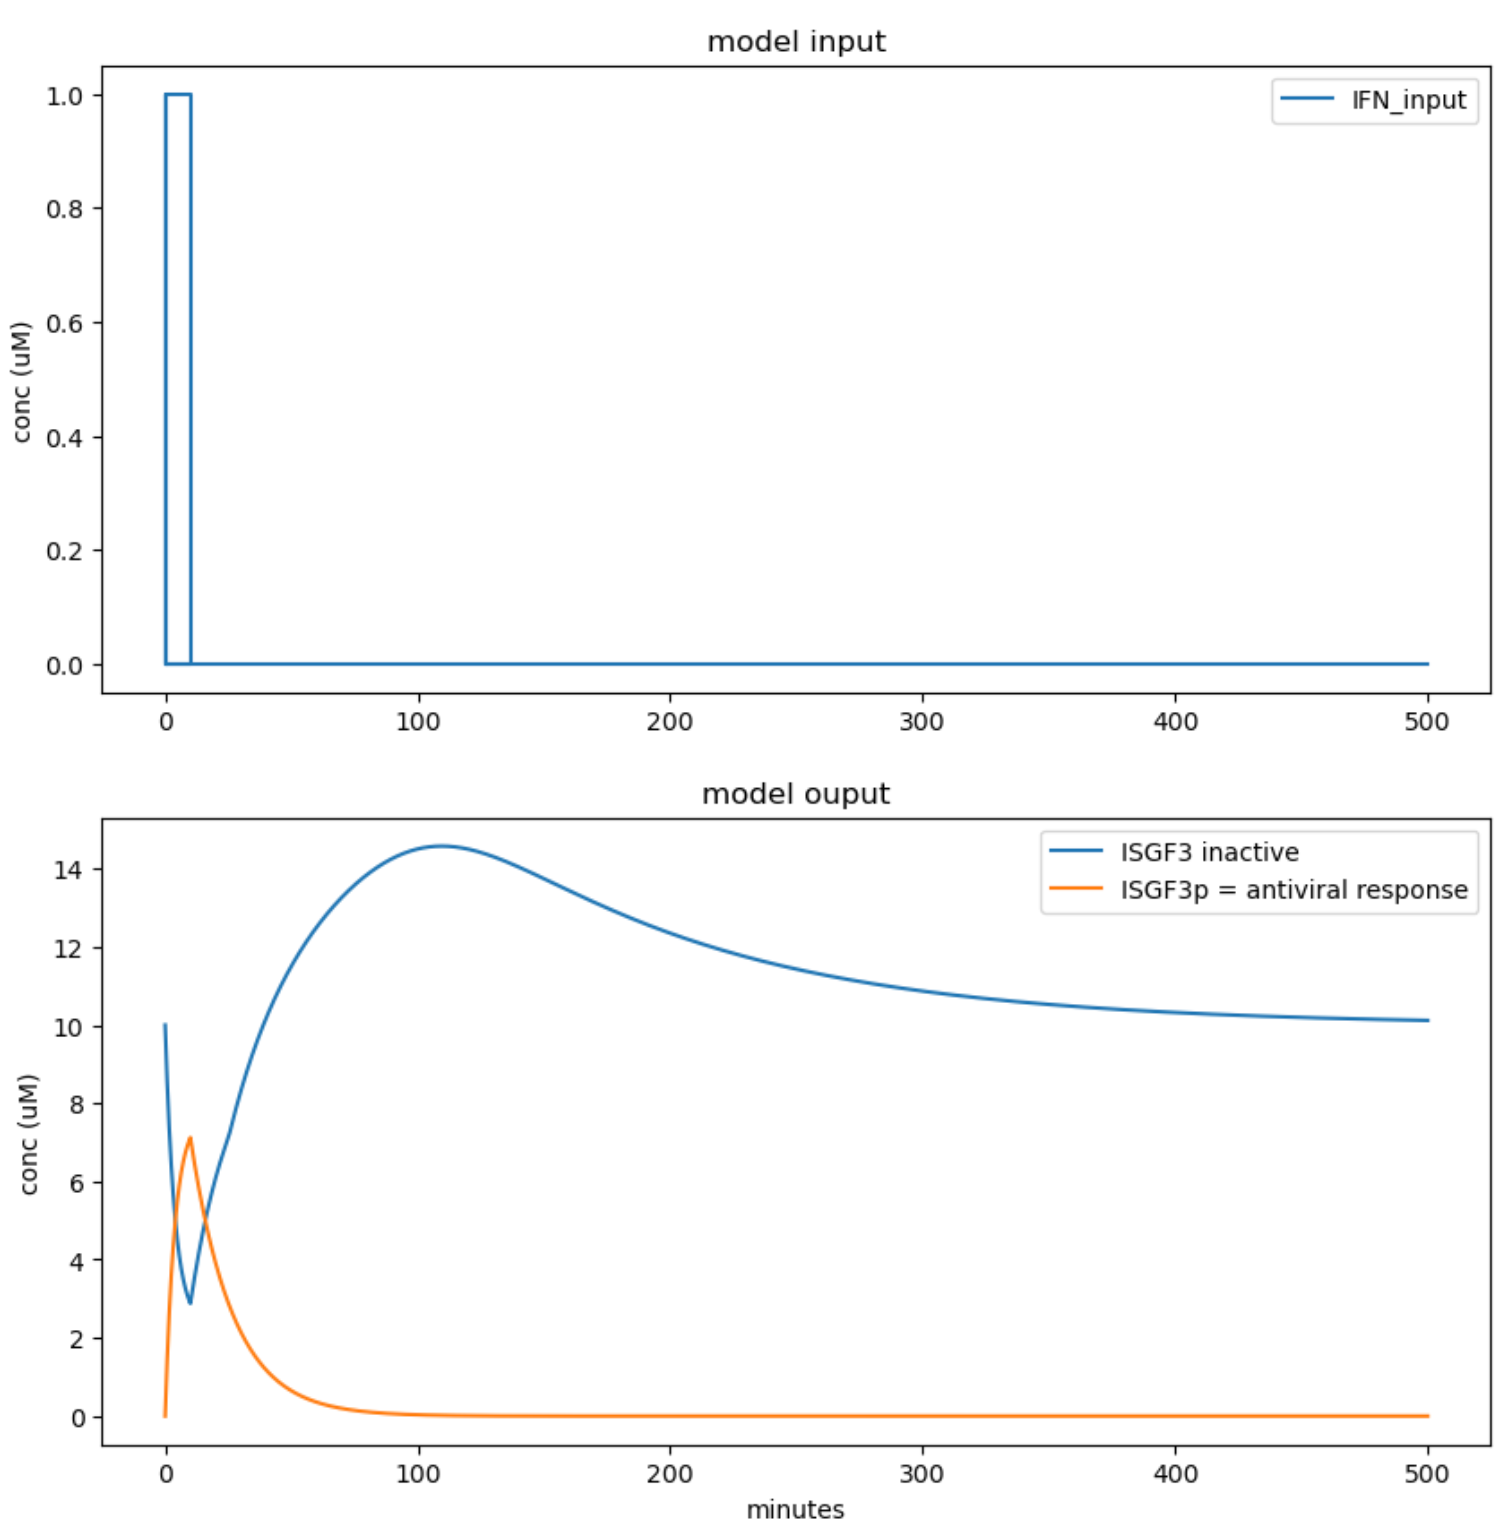 model input
IFN_input
conc (uM)
1.0
0.8
0.6
0.4
0.2
0.0
0 100 200 300 400 500
model ouput
ISGF3 inactive
ISGF3p = antiviral response
conc (uM)
14
12
10
8
6
4
2
0
0 100 200 300 400 500
minutes